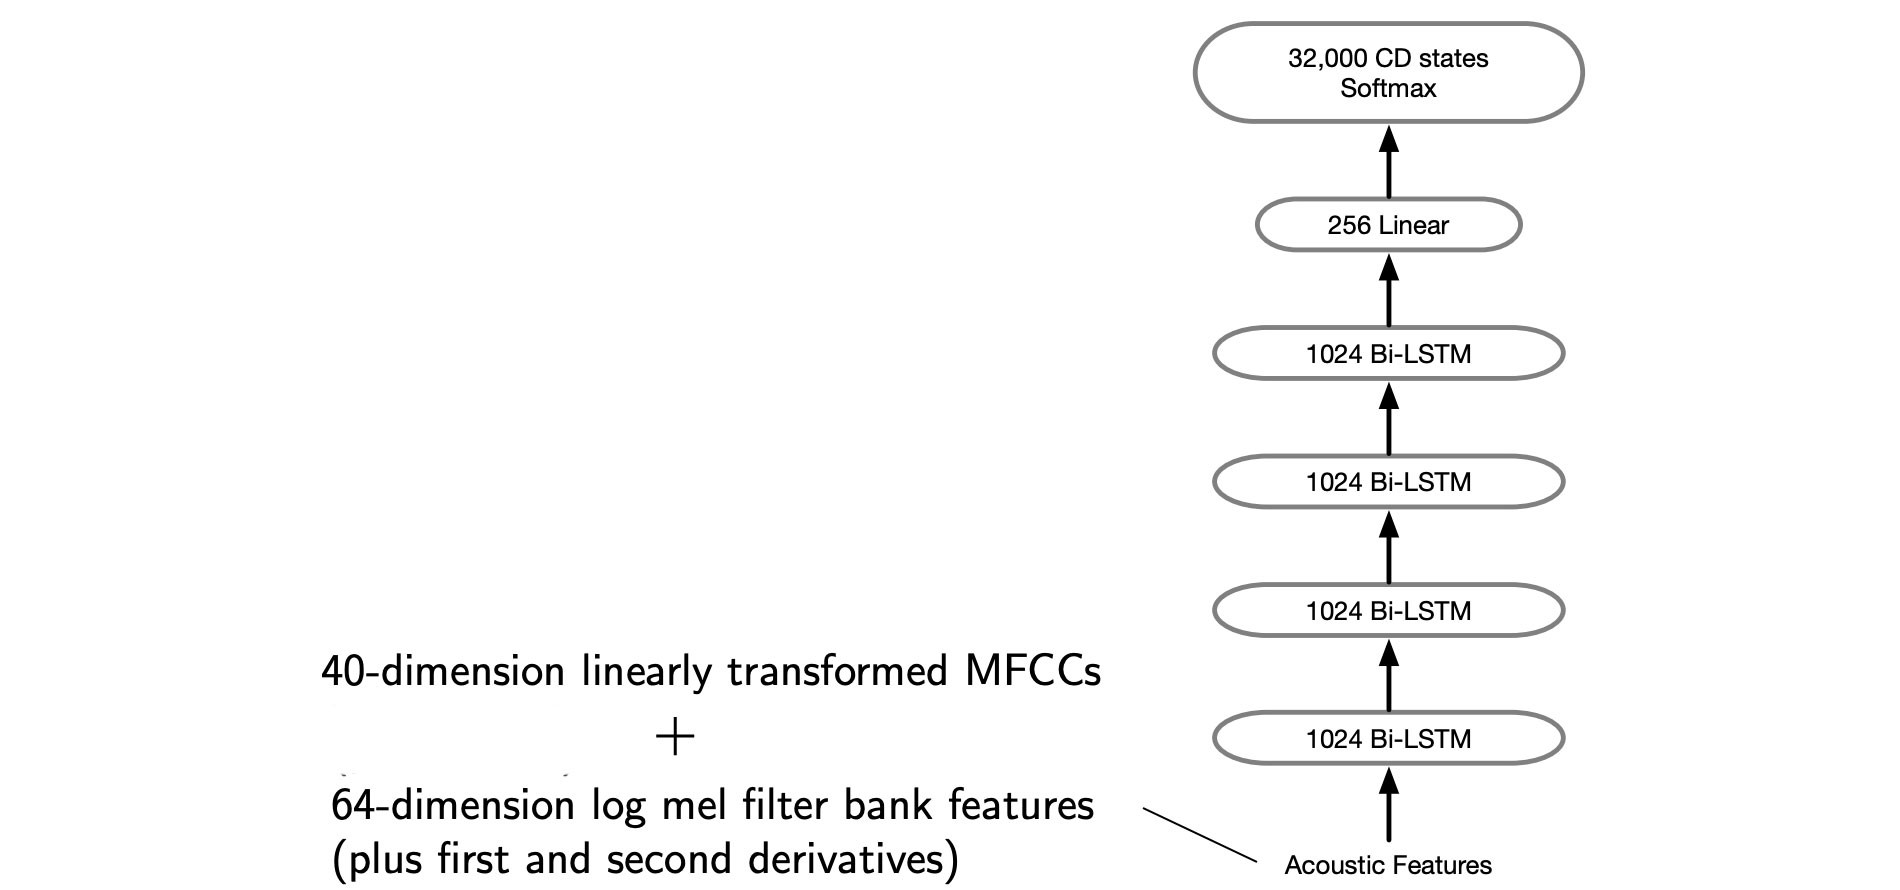 32,000 CD states
Softmax
256 Linear
1024 Bi-LSTM
1024 Bi-LSTM
1024 Bi-LSTM
1024 Bi-LSTM
Acoustic Features
40-dimension linearly transformed MFCCs
+
64-dimension log mel filter bank features
(plus first and second derivatives)